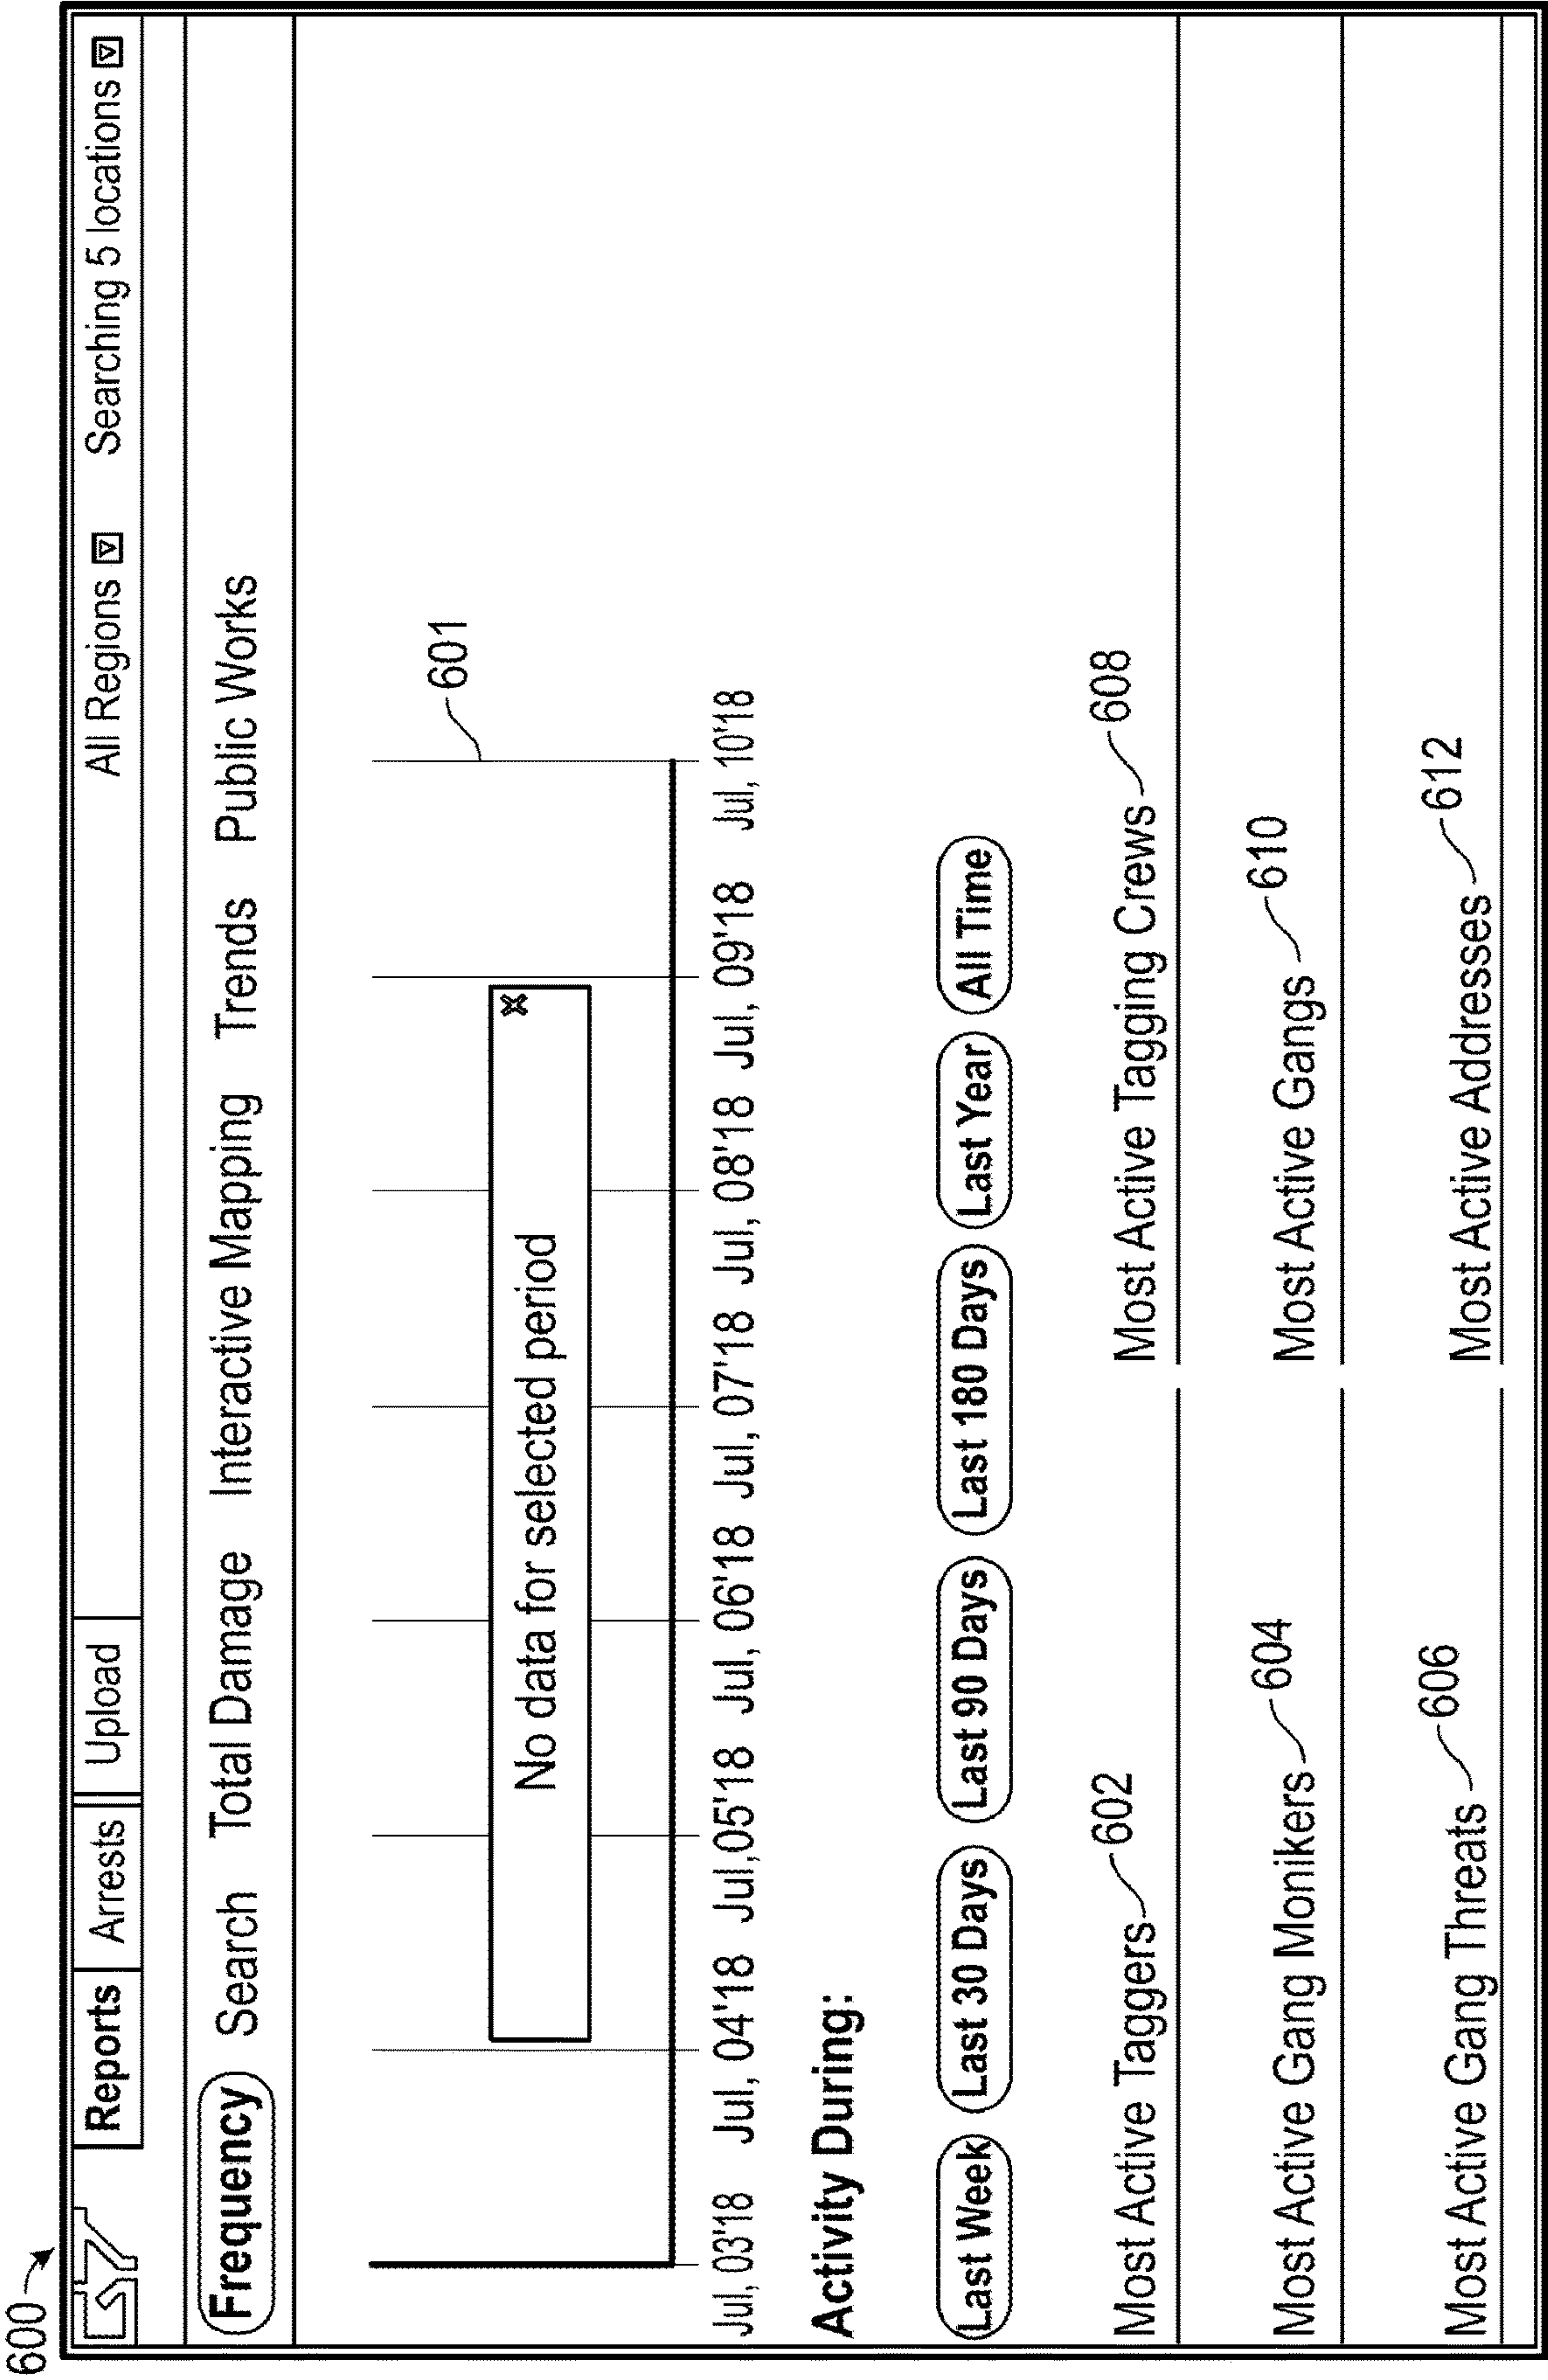 600
Reports Arrests Upload All Regions Searching 5 locations
Frequency Search Total Damage Interactive Mapping Trends Public Works
601
No data for selected period x
Jul, 03'18 Jul, 04'18 Jul,05'18 Jul, 06'18 Jul, 07'18 Jul, 08'18 Jul, 09'18 Jul, 10'18
Activity During:
Last Week Last 30 Days Last 90 Days Last 180 Days Last Year All Time
Most Active Taggers 602 Most Active Tagging Crews 608
Most Active Gang Monikers 604 Most Active Gangs 610
Most Active Gang Threats 606 Most Active Addresses 612